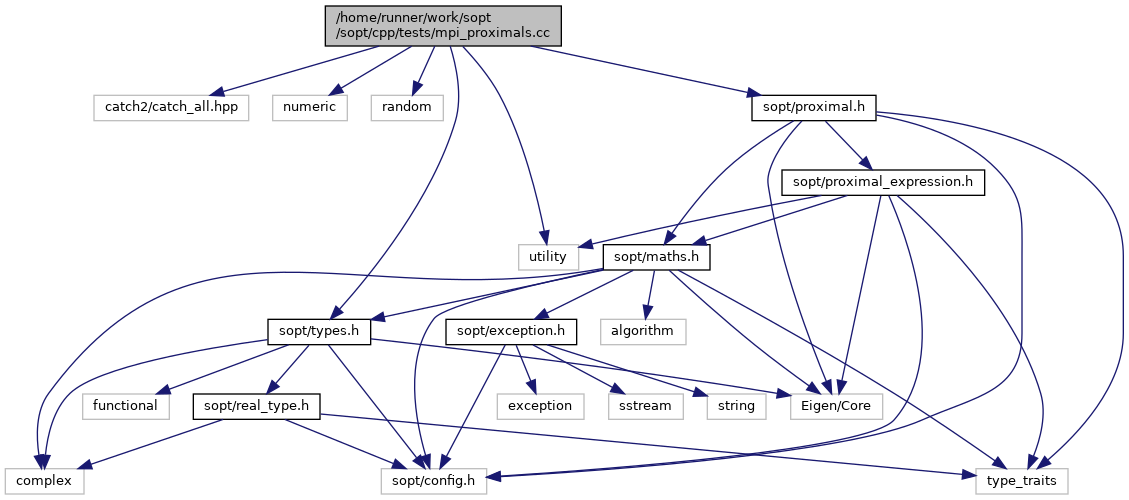 /home/runner/work/sopt
/sopt/cpp/tests/mpi_proximals.cc
catch2/catch_all.hpp
numeric
random
sopt/proximal.h
sopt/proximal_expression.h
utility
sopt/maths.h
sopt/types.h
sopt/exception.h
algorithm
functional
sopt/real_type.h
exception
sstream
string
Eigen/Core
complex
sopt/config.h
type_traits